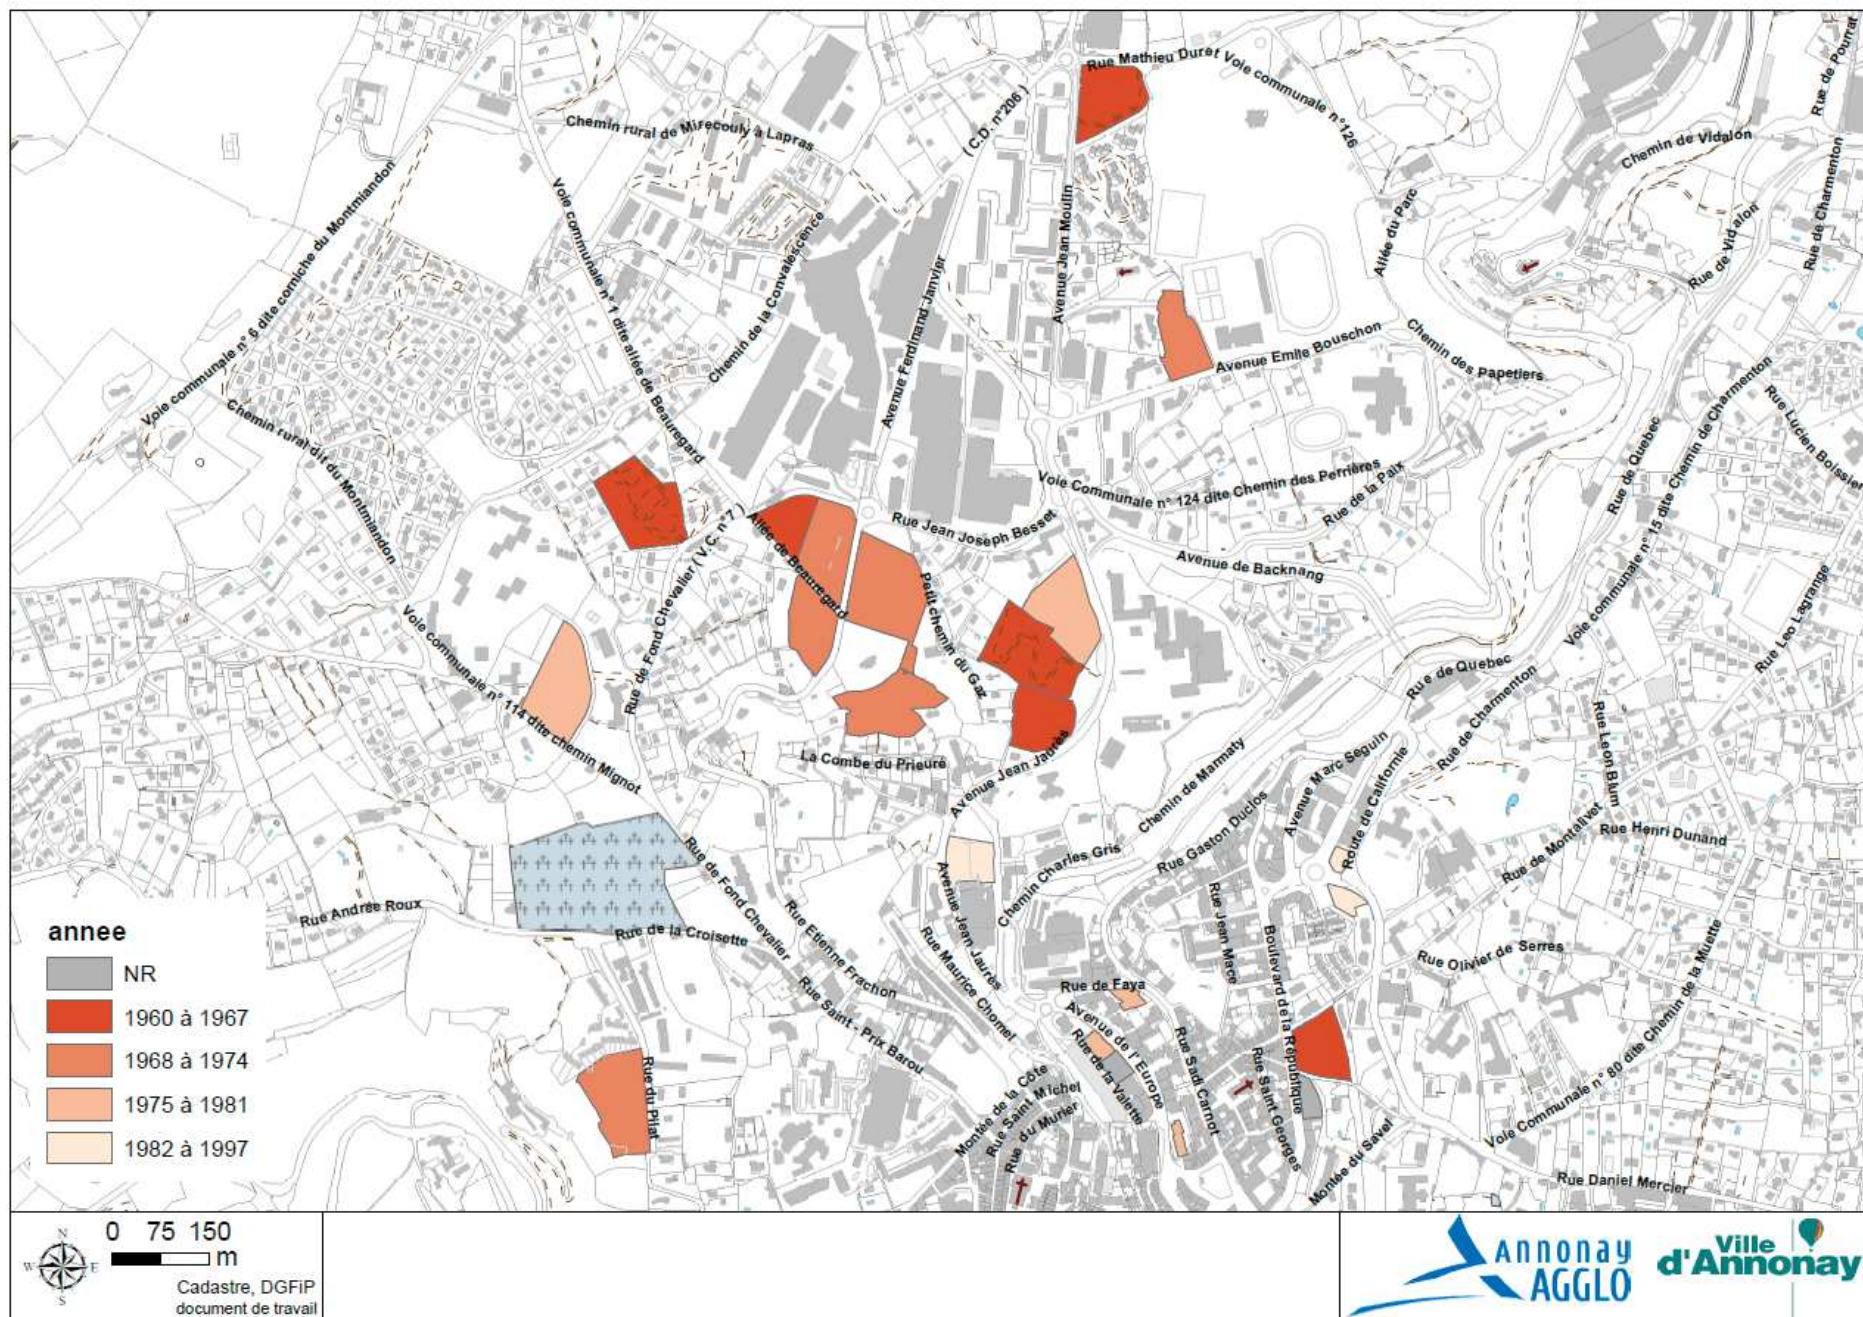 Rue Mathieu Duret Voie communale n°126
Rue de Pourrat
Chemin rural de Mirecouly à Lapras
( C.D. n°206 )
Chemin de Vidalon
Rue de Charmenton
Voie communale n° 6 dite corniche du Montmiandon
Voie communale n° 1 dite allée de Beauregard
Chemin de la Convalescence
Avenue Jean Moulin
Allée du Parc
Rue de Vidalon
Avenue Ferdinand Janvier
Avenue Emile Bouschon
Chemin des Papetiers
Chemin rural dit du Montmiandon
Rue Lucien Boissier
Rue de Quebec
Voie communale n° 15 dite Chemin de Charmenton
Voie Communale n° 124 dite Chemin des Perrières
Rue de la Paix
Rue Jean Joseph Besset
Allée de Beauregard
Rue de Fond Chevalier ( V.C. n°7 )
Avenue de Backnang
Petit chemin du Gaz
Rue Leo Lagrange
Voie communale n° 114 dite chemin Mignot
Rue de Quebec
Rue de Charmenton
Rue Leon Blum
La Combe du Prieuré
Avenue Jean Jaurès
Chemin de Marmaty
Avenue Marc Seguin
Route de Californie
Rue Gaston Duclos
Rue de Montalivet
Rue Henri Dunand
Chemin Charles Gris
Rue de Fond Chevalier
Rue Andrée Roux
Rue de la Croisette
Rue Etienne Frachon
Avenue Jean Jaurès
Rue Maurice Chomel
Rue Jean Mace
Boulevard de la République
Rue Olivier de Serres
Rue Saint - Prix Barou
Rue de Faya
Avenue de l'Europe
Rue de la Valette
Rue Sadi Carnot
Rue Saint Georges
Voie Communale n° 80 dite Chemin de la Muette
Rue du Pilat
Montée de la Côte
Rue Saint Michel
Rue du Murier
Montée du Savel
Rue Daniel Mercier
annee
NR
1960 à 1967
1968 à 1974
1975 à 1981
1982 à 1997
N
W E
S
0 75 150
m
Cadastre, DGFiP
document de travail
ANNONAY
AGGLO
Ville
d'Annonay